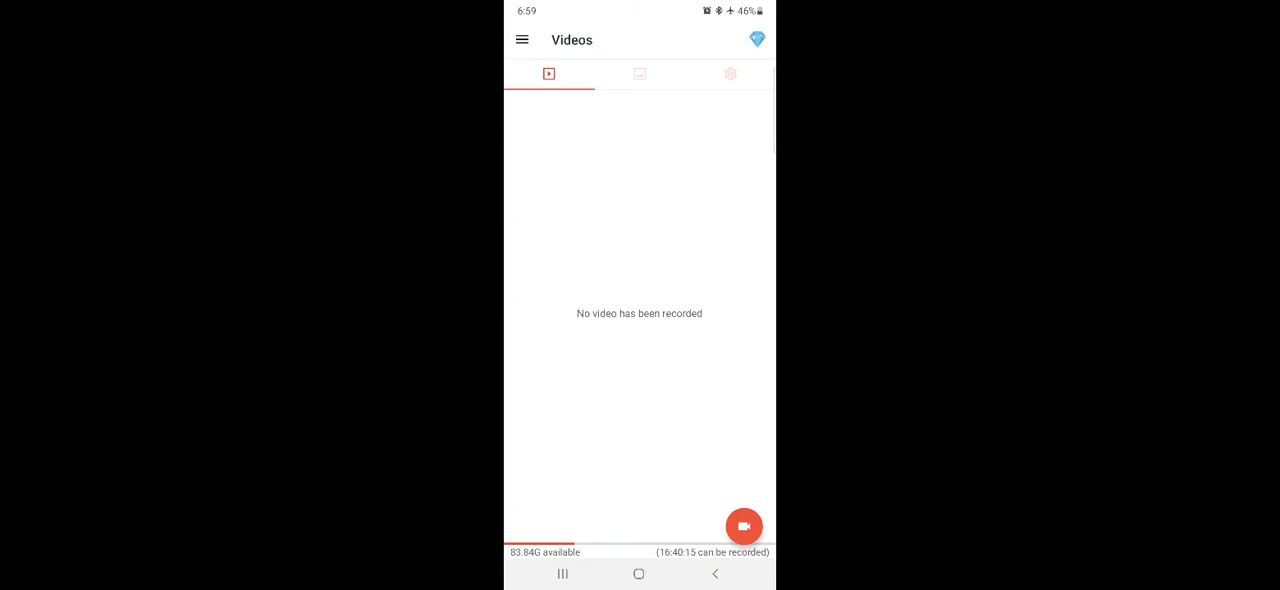 6:59
46%
Videos
No video has been recorded
83.84G available
(16:40:15 can be recorded)